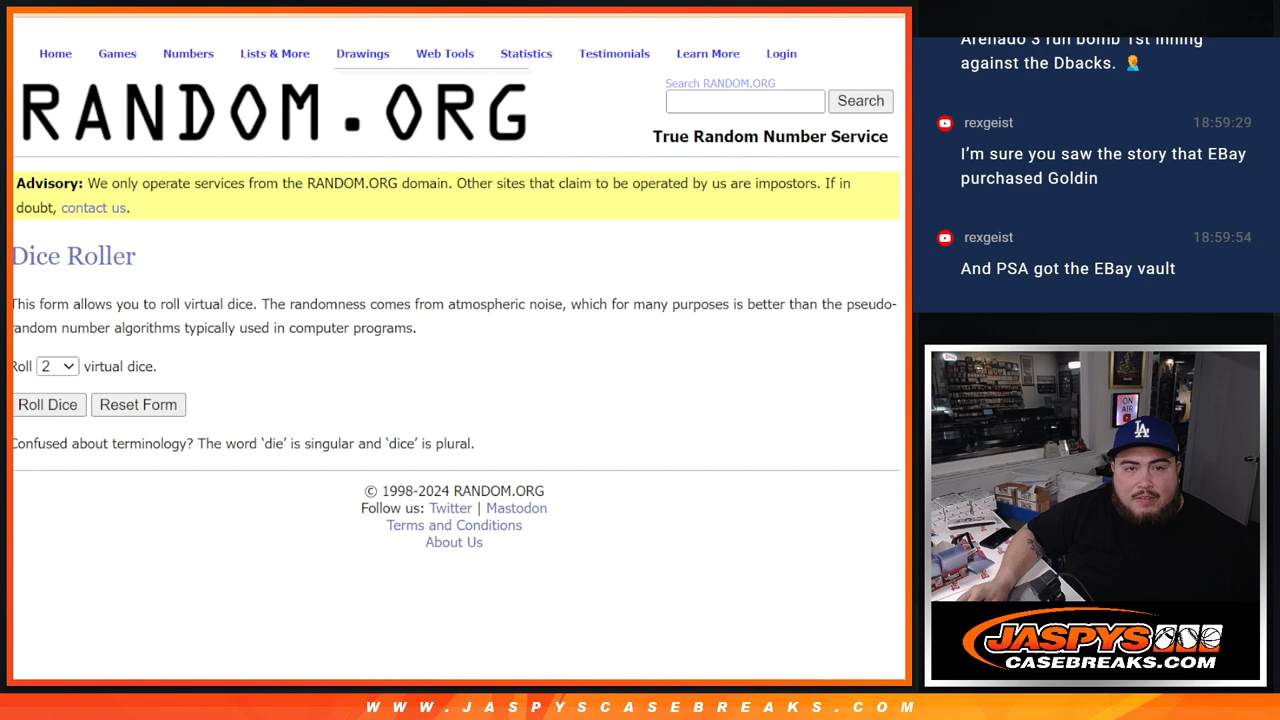 Home Games Numbers Lists & More Drawings Web Tools Statistics Testimonials Learn More Login
RANDOM.ORG
Search RANDOM.ORG
Search
True Random Number Service
Advisory: We only operate services from the RANDOM.ORG domain. Other sites that claim to be operated by us are impostors. If in
doubt, contact us.
Dice Roller
This form allows you to roll virtual dice. The randomness comes from atmospheric noise, which for many purposes is better than the pseudo-
random number algorithms typically used in computer programs.
Roll 2 virtual dice.
Roll Dice Reset Form
Confused about terminology? The word ‘die’ is singular and ‘dice’ is plural.
© 1998-2024 RANDOM.ORG
Follow us: Twitter | Mastodon
Terms and Conditions
About Us
Arenado 3 run bomb 1st inning
against the Dbacks. 🤦
rexgeist 18:59:29
I’m sure you saw the story that EBay
purchased Goldin
rexgeist 18:59:54
And PSA got the EBay vault
ON
AIR
LA
JASPYS
CASEBREAKS.COM
WWW.JASPYSCASEBREAKS.COM